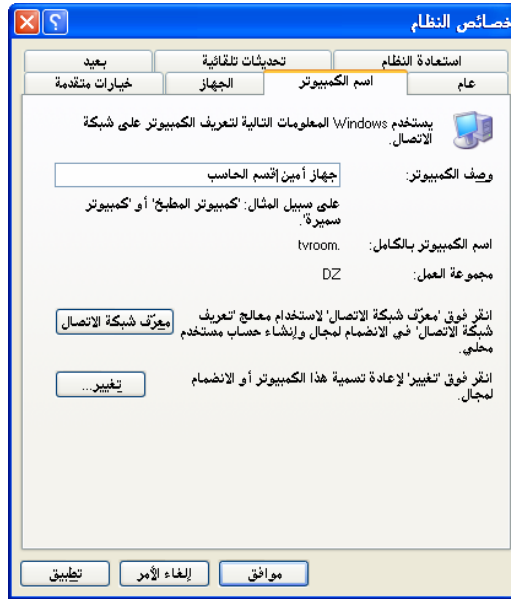 خصائص النظام
استعادة النظام
تحديثات تلقائية
بعيد
عام
اسم الكمبيوتر
الجهاز
خيارات متقدمة
يستخدم Windows المعلومات التالية لتعريف الكمبيوتر على شبكة
الاتصال.
وصف الكمبيوتر:
جهاز أمين قسم الحاسب
على سبيل المثال: "كمبيوتر المطبخ" أو "كمبيوتر
سميرة".
اسم الكمبيوتر بالكامل:
tvroom.
مجموعة العمل:
DZ
انقر فوق 'معرّف شبكة الاتصال' لاستخدام معالج 'تعريف
شبكة الاتصال' في الانضمام لمجال وإنشاء حساب مستخدم
محلي.
معرّف شبكة الاتصال
انقر فوق 'تغيير' لإعادة تسمية هذا الكمبيوتر أو الانضمام
لمجال.
تغيير...
موافق
إلغاء الأمر
تطبيق